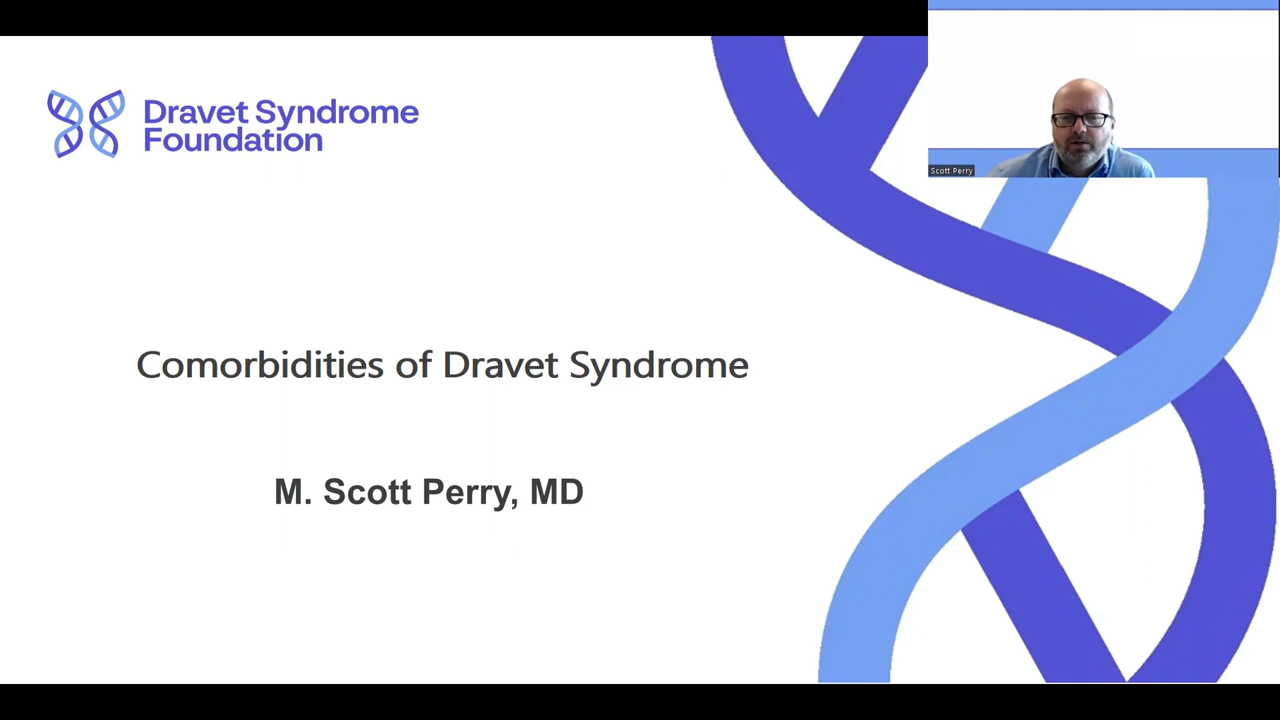 Dravet Syndrome
Foundation
Scott Perry
Comorbidities of Dravet Syndrome
M. Scott Perry, MD